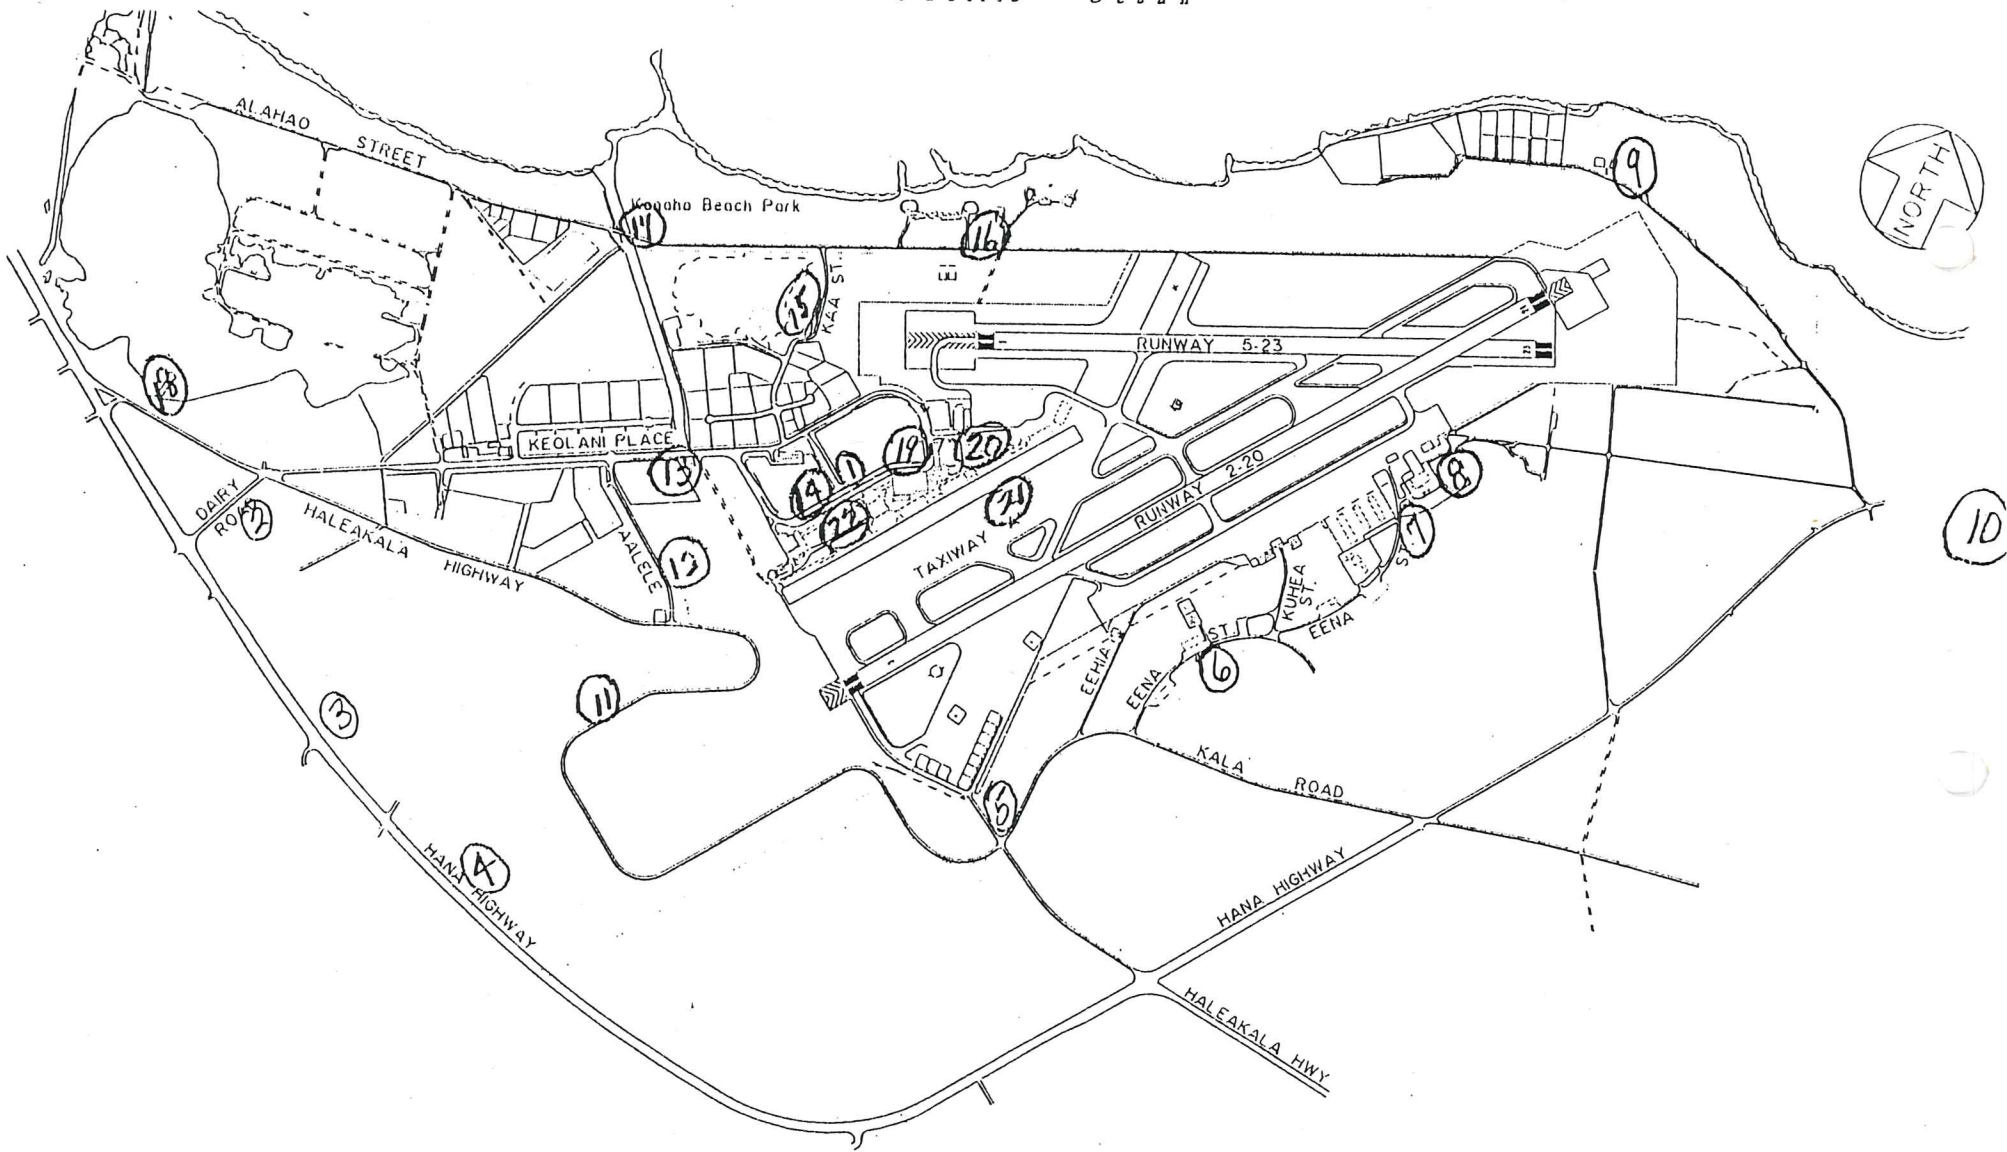 ALAHAO STREET
Kanaha Beach Park
9
NORTH
17
16
15
KAA ST
RUNWAY 5-23
18
KEOLANI PLACE
13
1
19
20
14
22
21
8
DAIRY ROAD
2
HALEAKALA HIGHWAY
AALELE
12
TAXIWAY
RUNWAY 2-20
7
ST
10
KUHEA ST
EENA
ST
6
EEHIA
EENA
11
3
KALA ROAD
5
4
HANA HIGHWAY
HANA HIGHWAY
HALEAKALA HWY